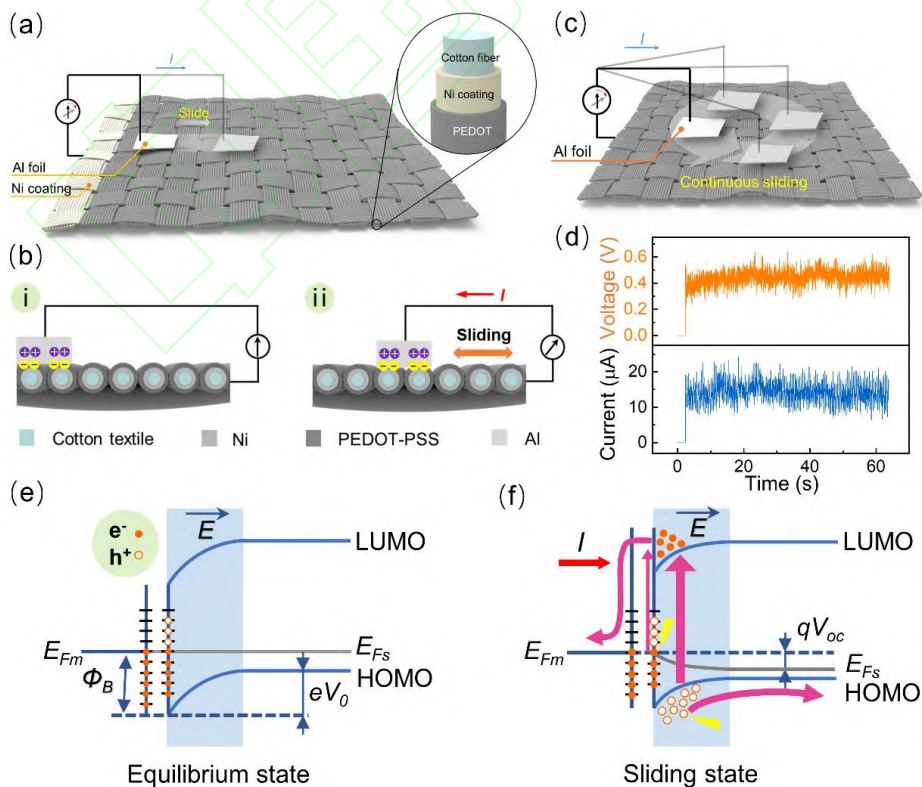 (a)
I
Slide
Al foil
Ni coating
Cotton fiber
Ni coating
PEDOT
(c)
I
Al foil
Continuous sliding
(b)
i
ii
I
Sliding
Cotton textile
Ni
PEDOT-PSS
Al
(d)
Voltage (V)
0.6
0.4
0.2
0.0
Current (μA)
20
10
0
0
20
40
60
Time (s)
(e)
e-
h+
E
LUMO
EFm
EFs
ΦB
HOMO
eV0
Equilibrium state
(f)
I
E
LUMO
qVoc
EFm
EFs
HOMO
Sliding state